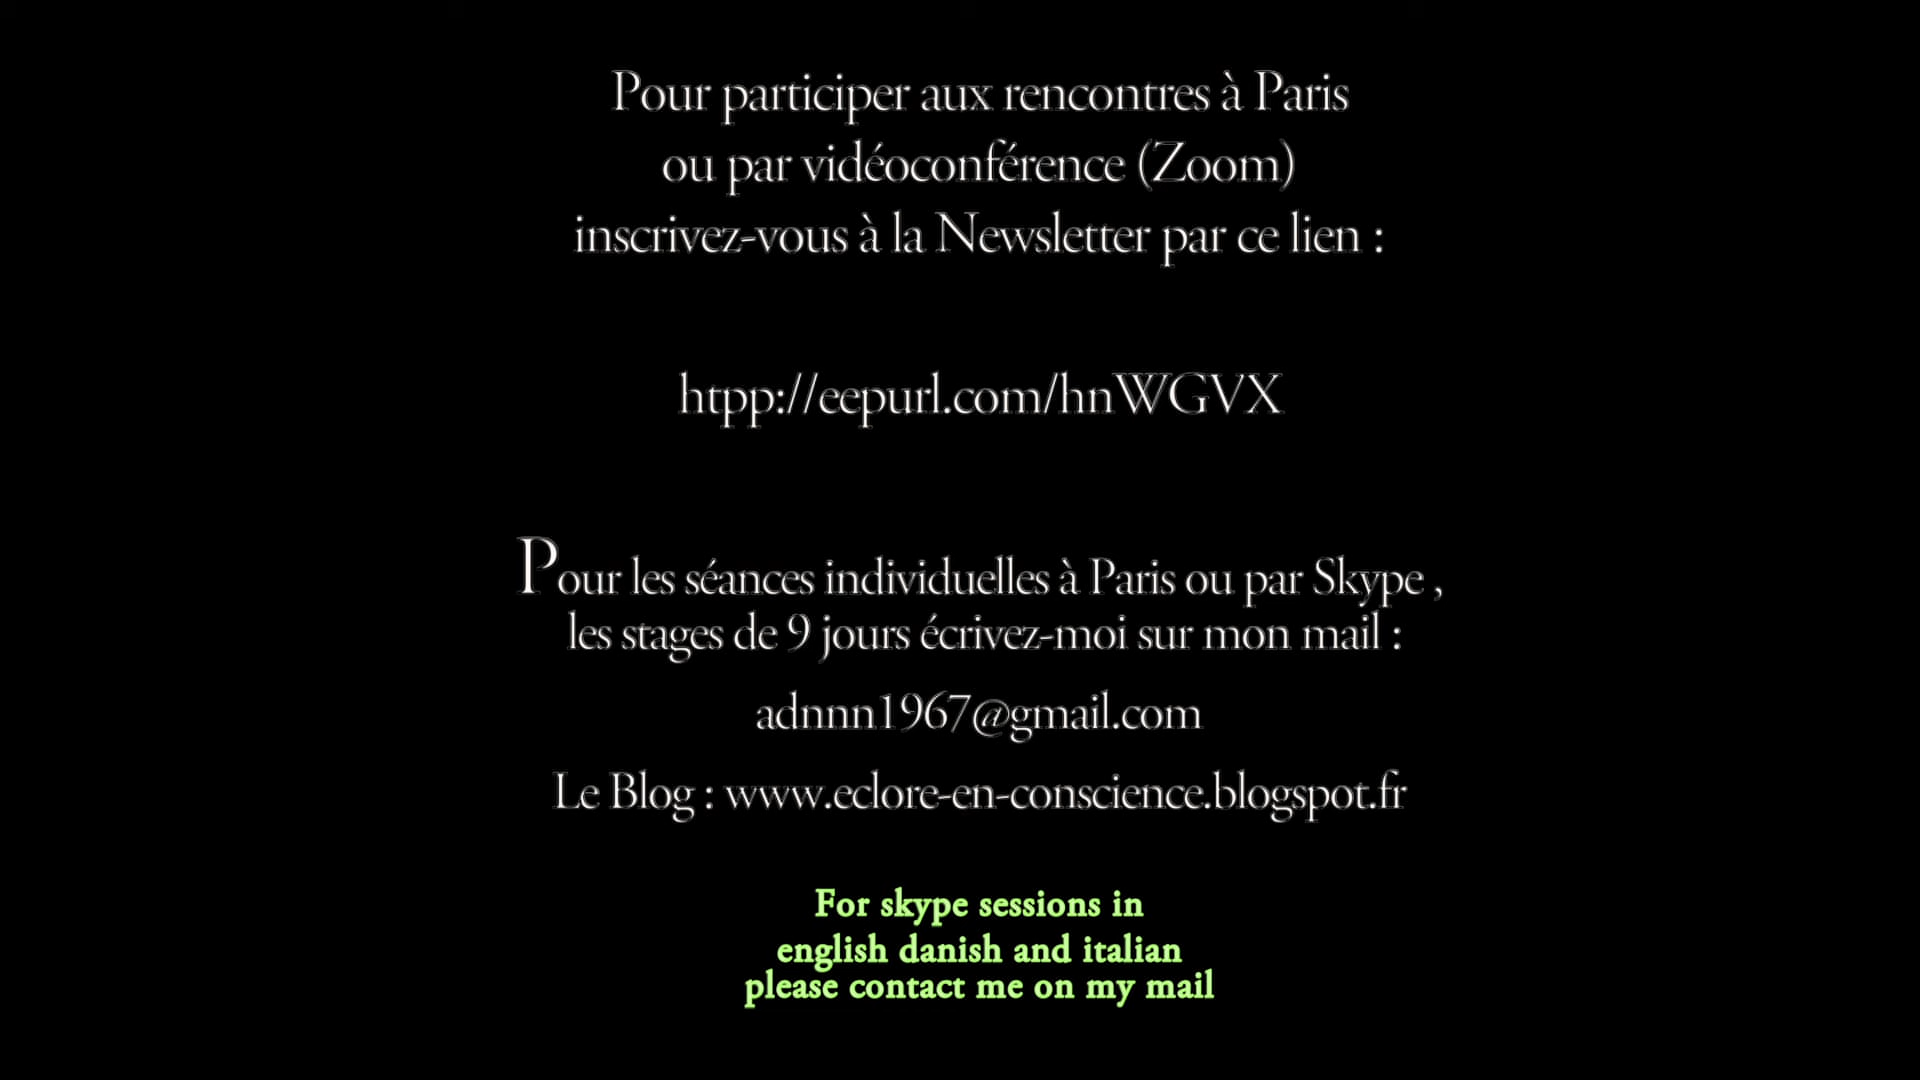 Pour participer aux rencontres à Paris
ou par vidéoconférence (Zoom)
inscrivez-vous à la Newsletter par ce lien :
htpp://eepurl.com/hnWGVX
Pour les séances individuelles à Paris ou par Skype ,
les stages de 9 jours écrivez-moi sur mon mail :
adnnn1967@gmail.com
Le Blog : www.eclore-en-conscience.blogspot.fr
For skype sessions in
english danish and italian
please contact me on my mail